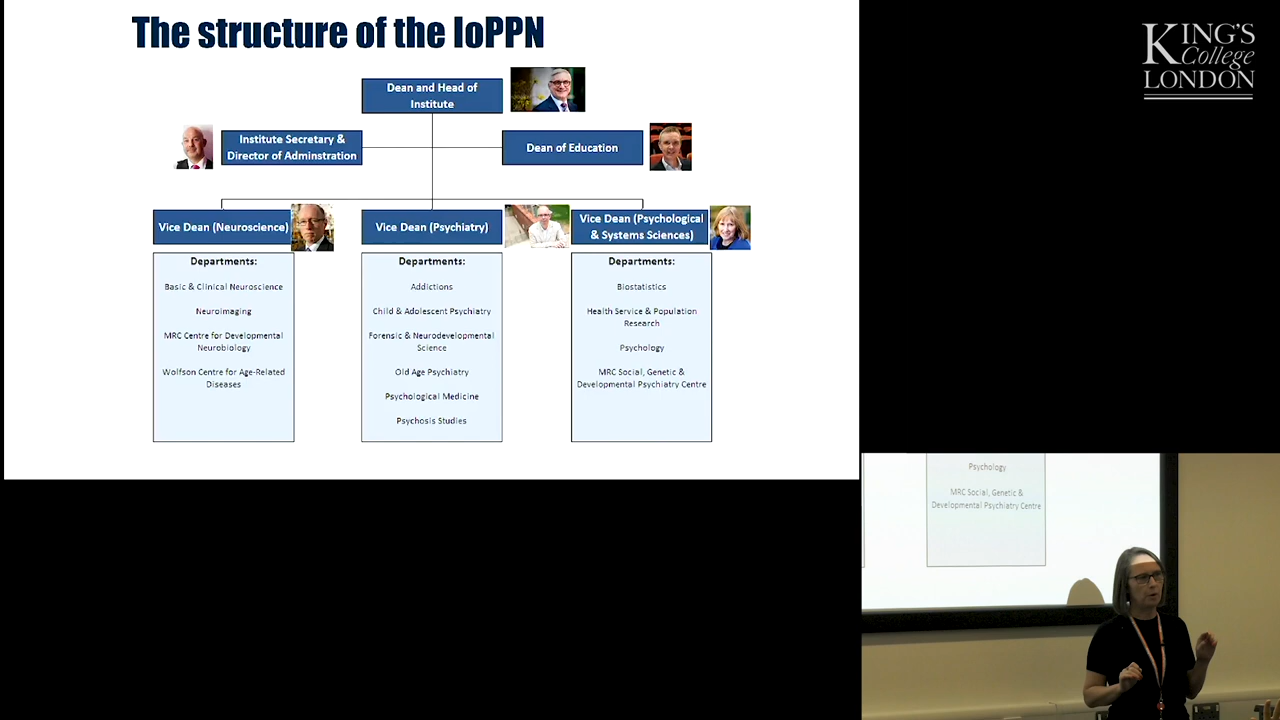 The structure of the IoPPN
KING'S
College
LONDON
Dean and Head of
Institute
Institute Secretary &
Director of Adminstration
Dean of Education
Vice Dean (Neuroscience)
Vice Dean (Psychiatry)
Vice Dean (Psychological
& Systems Sciences)
Departments:
Basic & Clinical Neuroscience
Neuroimaging
MRC Centre for Developmental
Neurobiology
Wolfson Centre for Age-Related
Diseases
Departments:
Addictions
Child & Adolescent Psychiatry
Forensic & Neurodevelopmental
Science
Old Age Psychiatry
Psychological Medicine
Psychosis Studies
Departments:
Biostatistics
Health Service & Population
Research
Psychology
MRC Social, Genetic &
Developmental Psychiatry Centre
Psychology
MRC Social, Genetic &
Developmental Psychiatry Centre